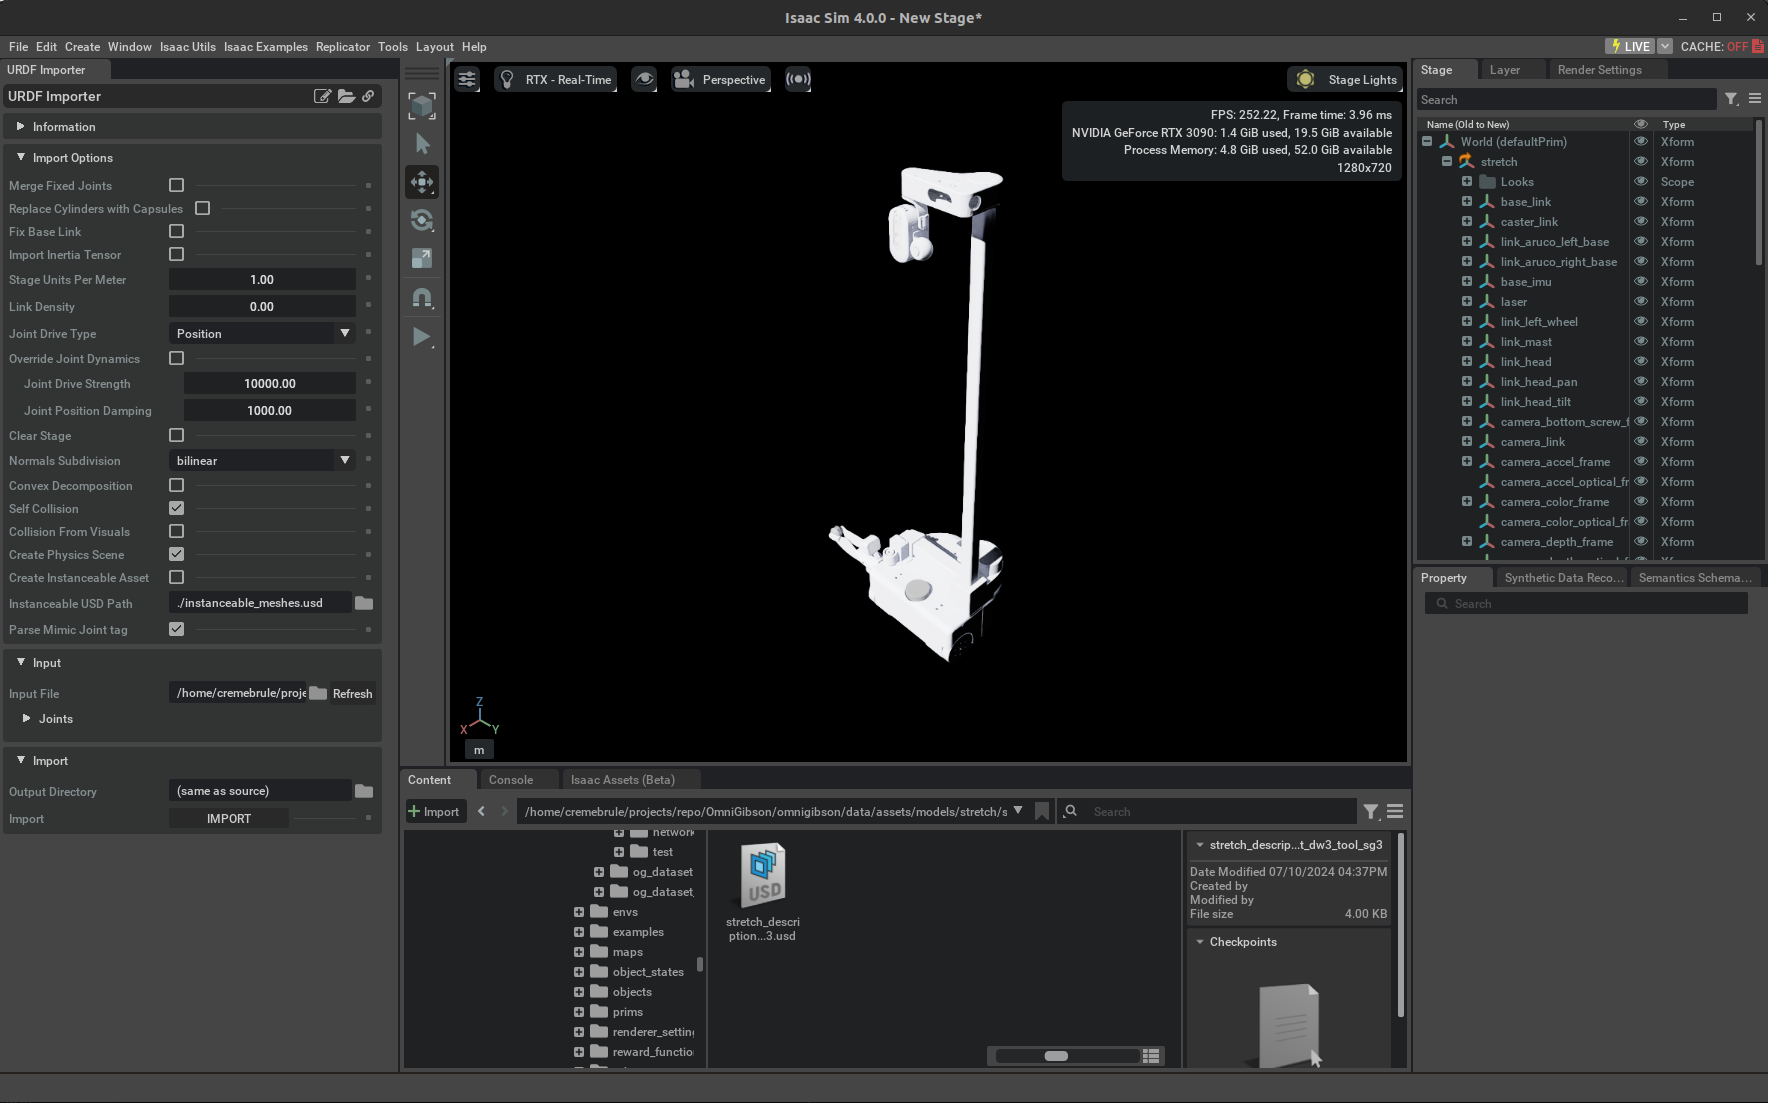 Isaac Sim 4.0.0 - New Stage*
File Edit Create Window Isaac Utils Isaac Examples Replicator Tools Layout Help
LIVE CACHE: OFF
URDF Importer
URDF Importer
Information
Import Options
Merge Fixed Joints
Replace Cylinders with Capsules
Fix Base Link
Import Inertia Tensor
Stage Units Per Meter 1.00
Link Density 0.00
Joint Drive Type Position
Override Joint Dynamics
Joint Drive Strength 10000.00
Joint Position Damping 1000.00
Clear Stage
Normals Subdivision bilinear
Convex Decomposition
Self Collision
Collision From Visuals
Create Physics Scene
Create Instanceable Asset
Instanceable USD Path ./instanceable_meshes.usd
Parse Mimic Joint tag
Input
Input File /home/cremebrule/proje Refresh
Joints
Import
Output Directory (same as source)
Import IMPORT
RTX - Real-Time Perspective Stage Lights
FPS: 252.22, Frame time: 3.96 ms
NVIDIA GeForce RTX 3090: 1.4 GiB used, 19.5 GiB available
Process Memory: 4.8 GiB used, 52.0 GiB available
1280x720
Z
X Y
m
Content Console Isaac Assets (Beta)
Import /home/cremebrule/projects/repo/OmniGibson/omnigibson/data/assets/models/stretch/s Search
network
test
og_dataset
og_dataset_
envs
examples
maps
object_states
objects
prims
renderer_setting
reward_functio
USD
stretch_descri
ption...3.usd
stretch_descrip...t_dw3_tool_sg3
Date Modified 07/10/2024 04:37PM
Created by
Modified by
File size 4.00 KB
Checkpoints
Stage Layer Render Settings
Search
Name (Old to New) Type
World (defaultPrim) Xform
stretch Xform
Looks Scope
base_link Xform
caster_link Xform
link_aruco_left_base Xform
link_aruco_right_base Xform
base_imu Xform
laser Xform
link_left_wheel Xform
link_mast Xform
link_head Xform
link_head_pan Xform
link_head_tilt Xform
camera_bottom_screw_f Xform
camera_link Xform
camera_accel_frame Xform
camera_accel_optical_fr Xform
camera_color_frame Xform
camera_color_optical_fr Xform
camera_depth_frame Xform
Property Synthetic Data Reco... Semantics Schema...
Search